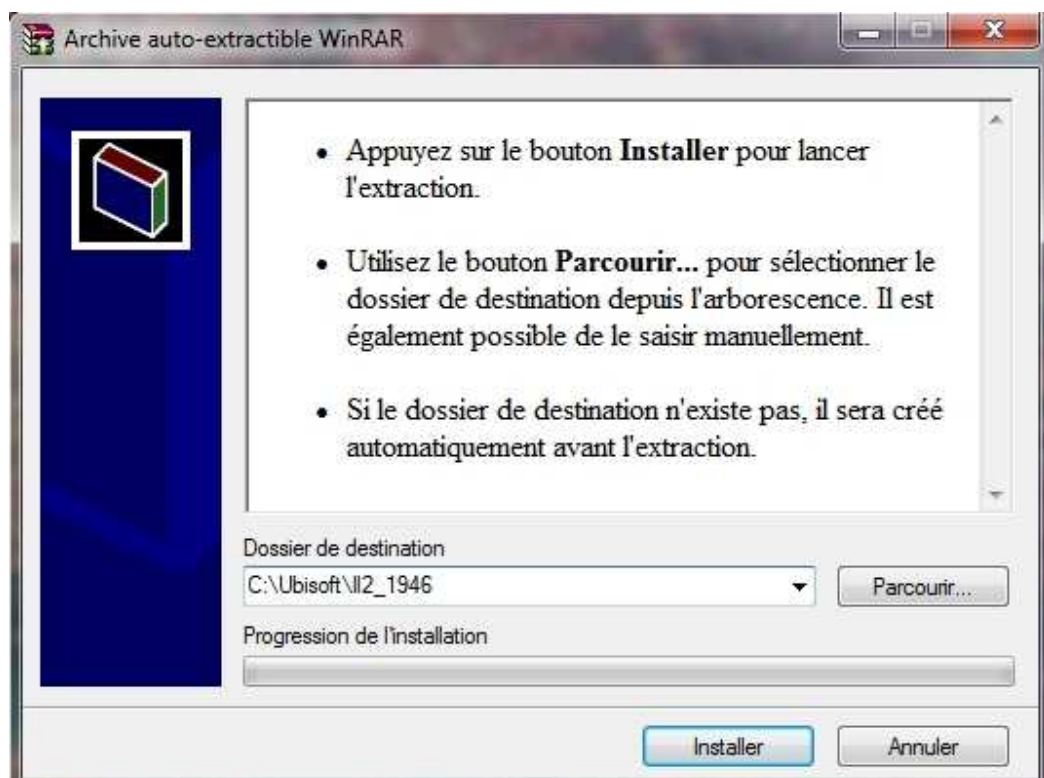 Archive auto-extractible WinRAR
• Appuyez sur le bouton Installer pour lancer
l'extraction.
• Utilisez le bouton Parcourir... pour sélectionner le
dossier de destination depuis l'arborescence. Il est
également possible de le saisir manuellement.
• Si le dossier de destination n'existe pas, il sera créé
automatiquement avant l'extraction.
Dossier de destination
C:\Ubisoft\Il2_1946
Parcourir...
Progression de l'installation
Installer
Annuler